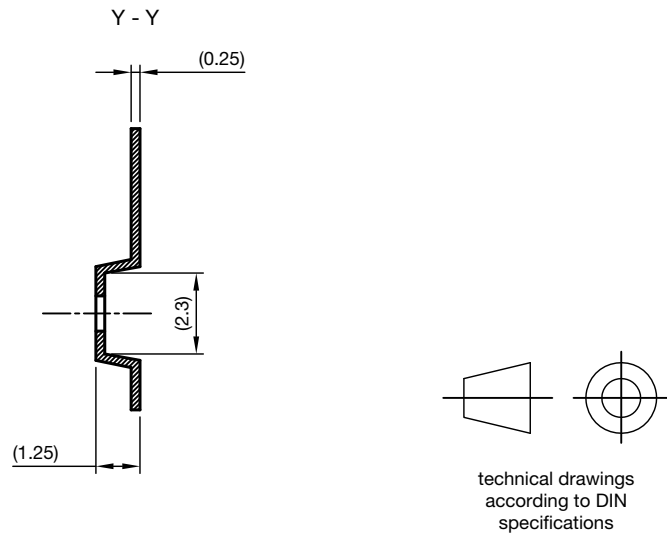 Y - Y
(0.25)
(2.3)
(1.25)
technical drawings
according to DIN
specifications